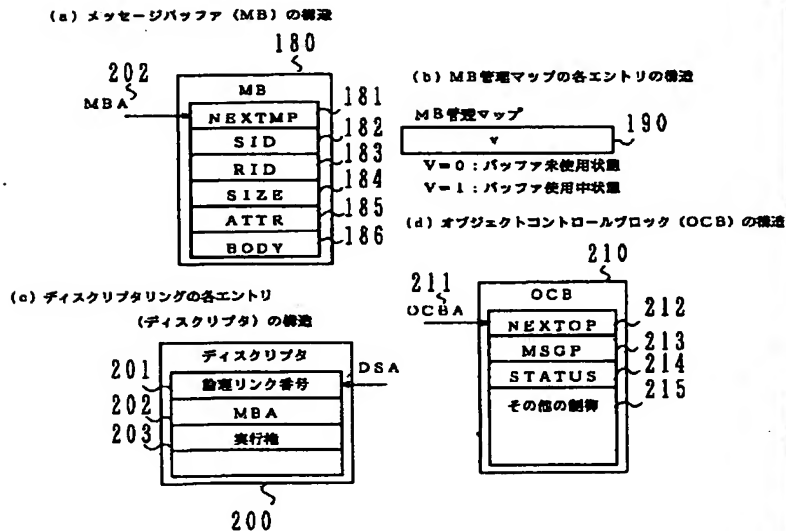 (a) メッセージバッファ (MB) の構造
180
202
MBA
MB
NEXTMP
181
SID
182
RID
183
SIZE
184
ATTR
185
BODY
186
(b) MB管理マップの各エントリの構造
MB管理マップ
V
190
V=0:バッファ未使用状態
V=1:バッファ使用中状態
(c) ディスクリプタリングの各エントリ
(ディスクリプタ) の構造
ディスクリプタ
201
論理リンク番号
DSA
202
MBA
203
実行権
200
(d) オブジェクトコントロールブロック (OCB) の構造
210
211
OCBA
OCB
NEXTOP
212
MSGP
213
STATUS
214
その他の制御
215